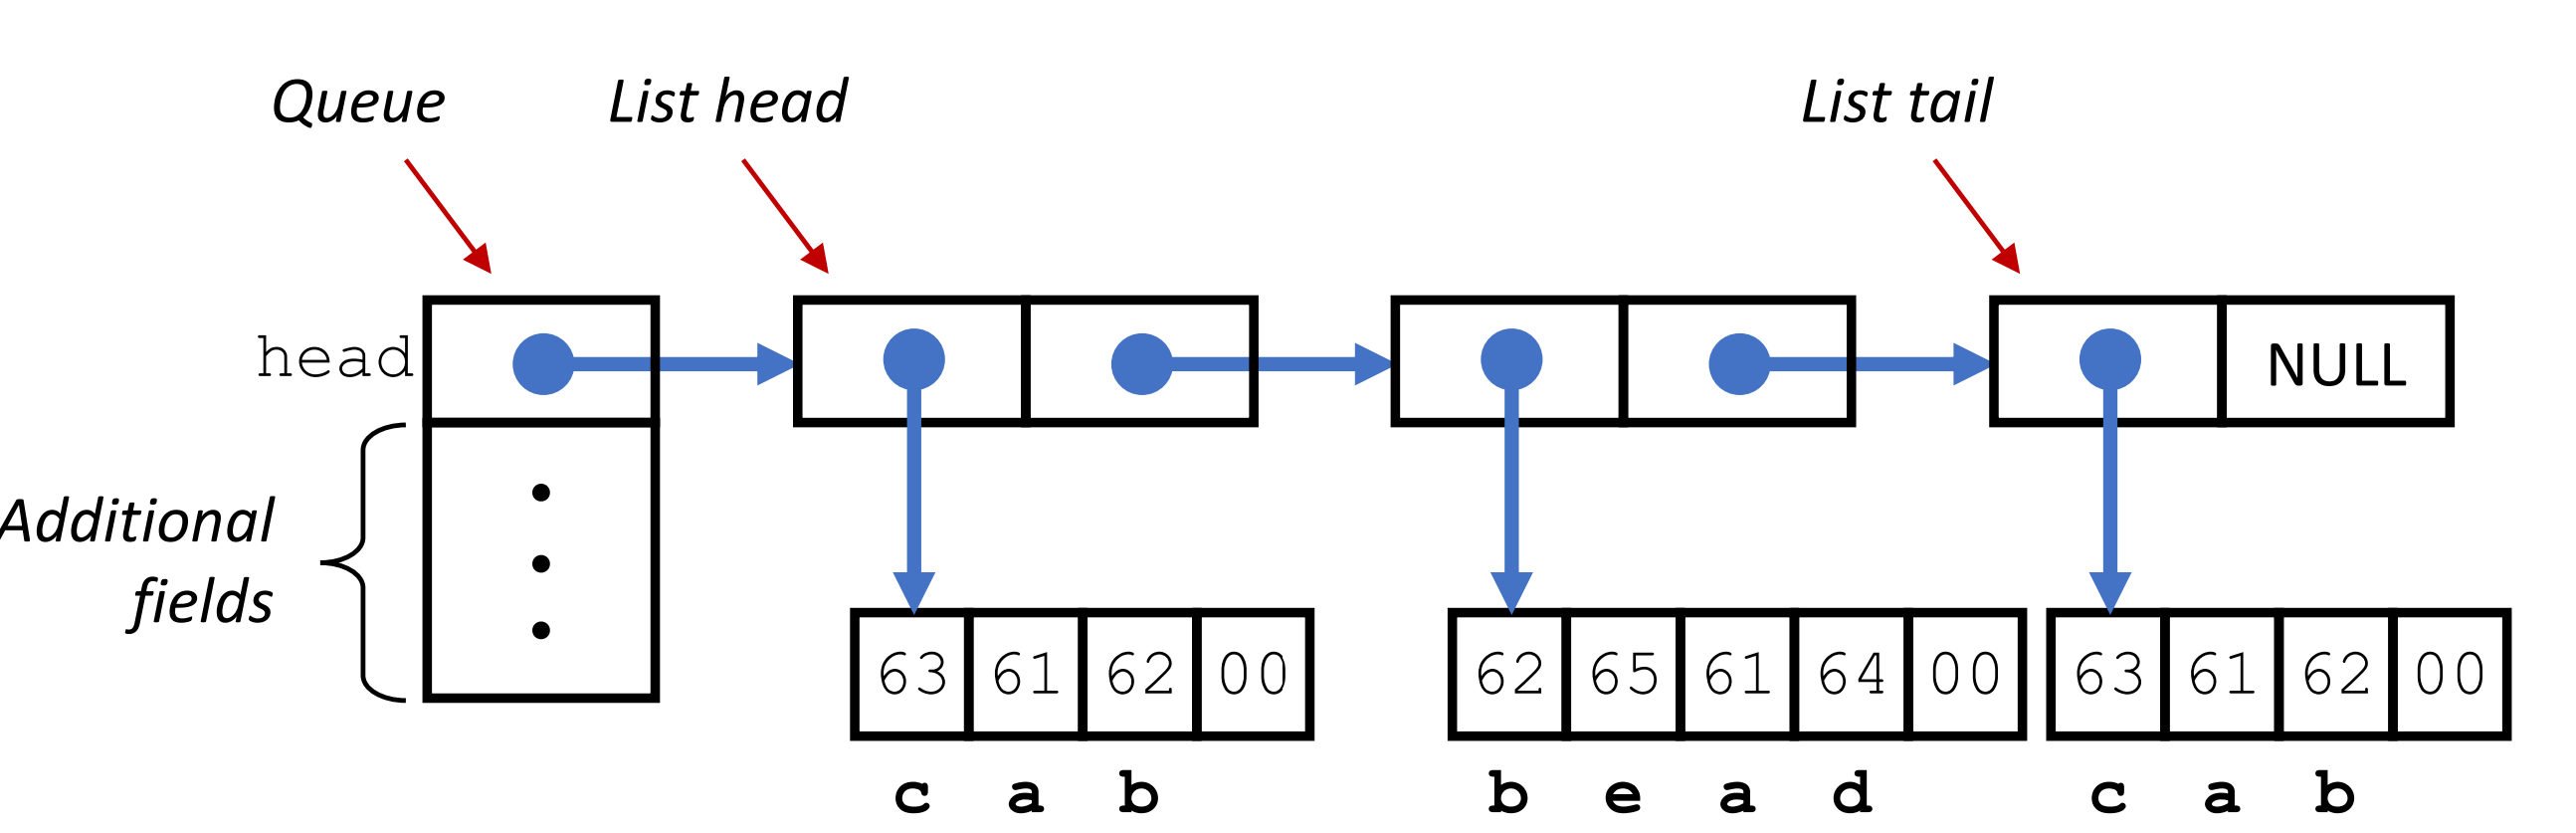 Queue List head List tail
head NULL
Additional
fields
63 61 62 00 62 65 61 64 00 63 61 62 00
c a b b e a d c a b